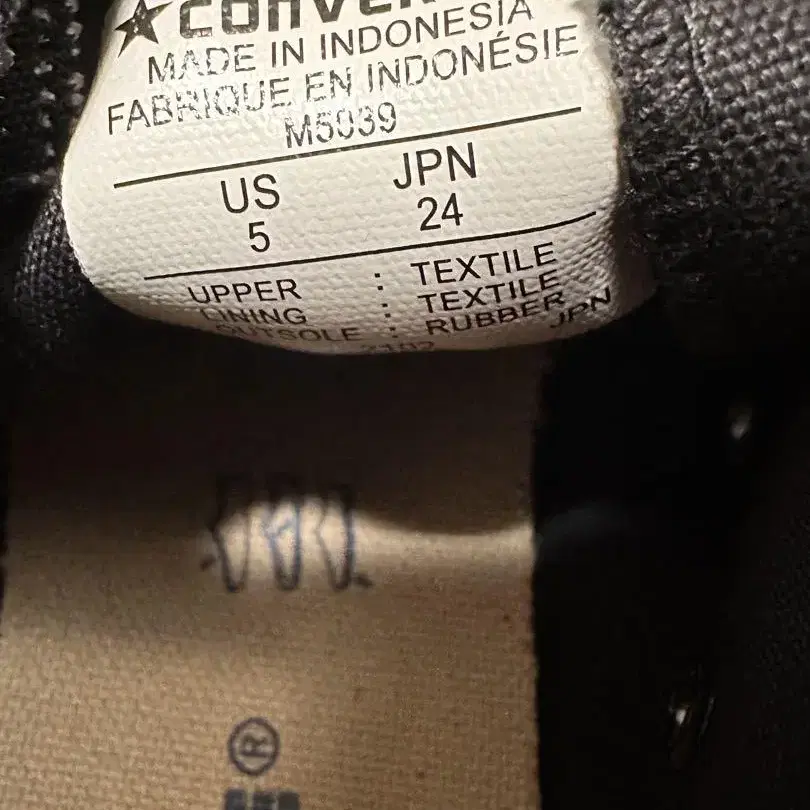 MADE IN INDONESIA
FABRIQUE EN INDONÉSIE
M5039
US JPN
5 24
UPPER : TEXTILE
LINING : TEXTILE
OUTSOLE : RUBBER
JPN
®